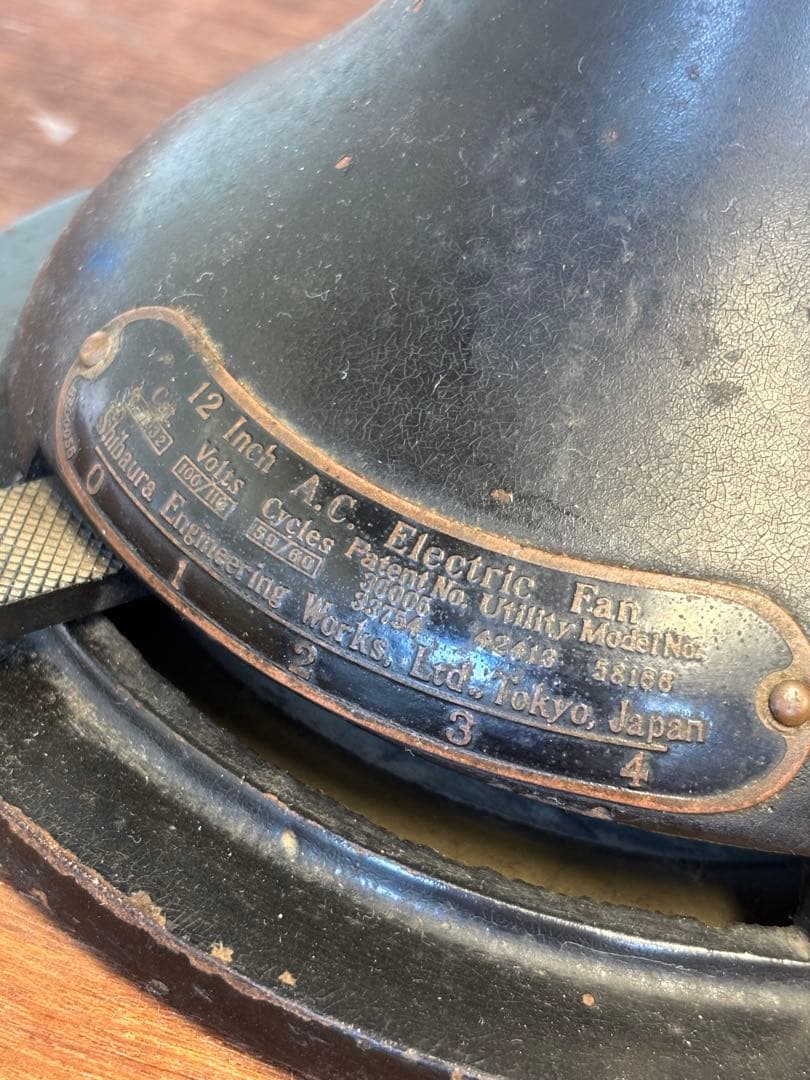 12 Inch A.C. Electric Fan
Volts Cycles Patent No. Utility Model No.
100/110 50/60 30005 42413 58166
33754
Shibaura Engineering Works, Ltd., Tokyo, Japan
0 1 2 3 4